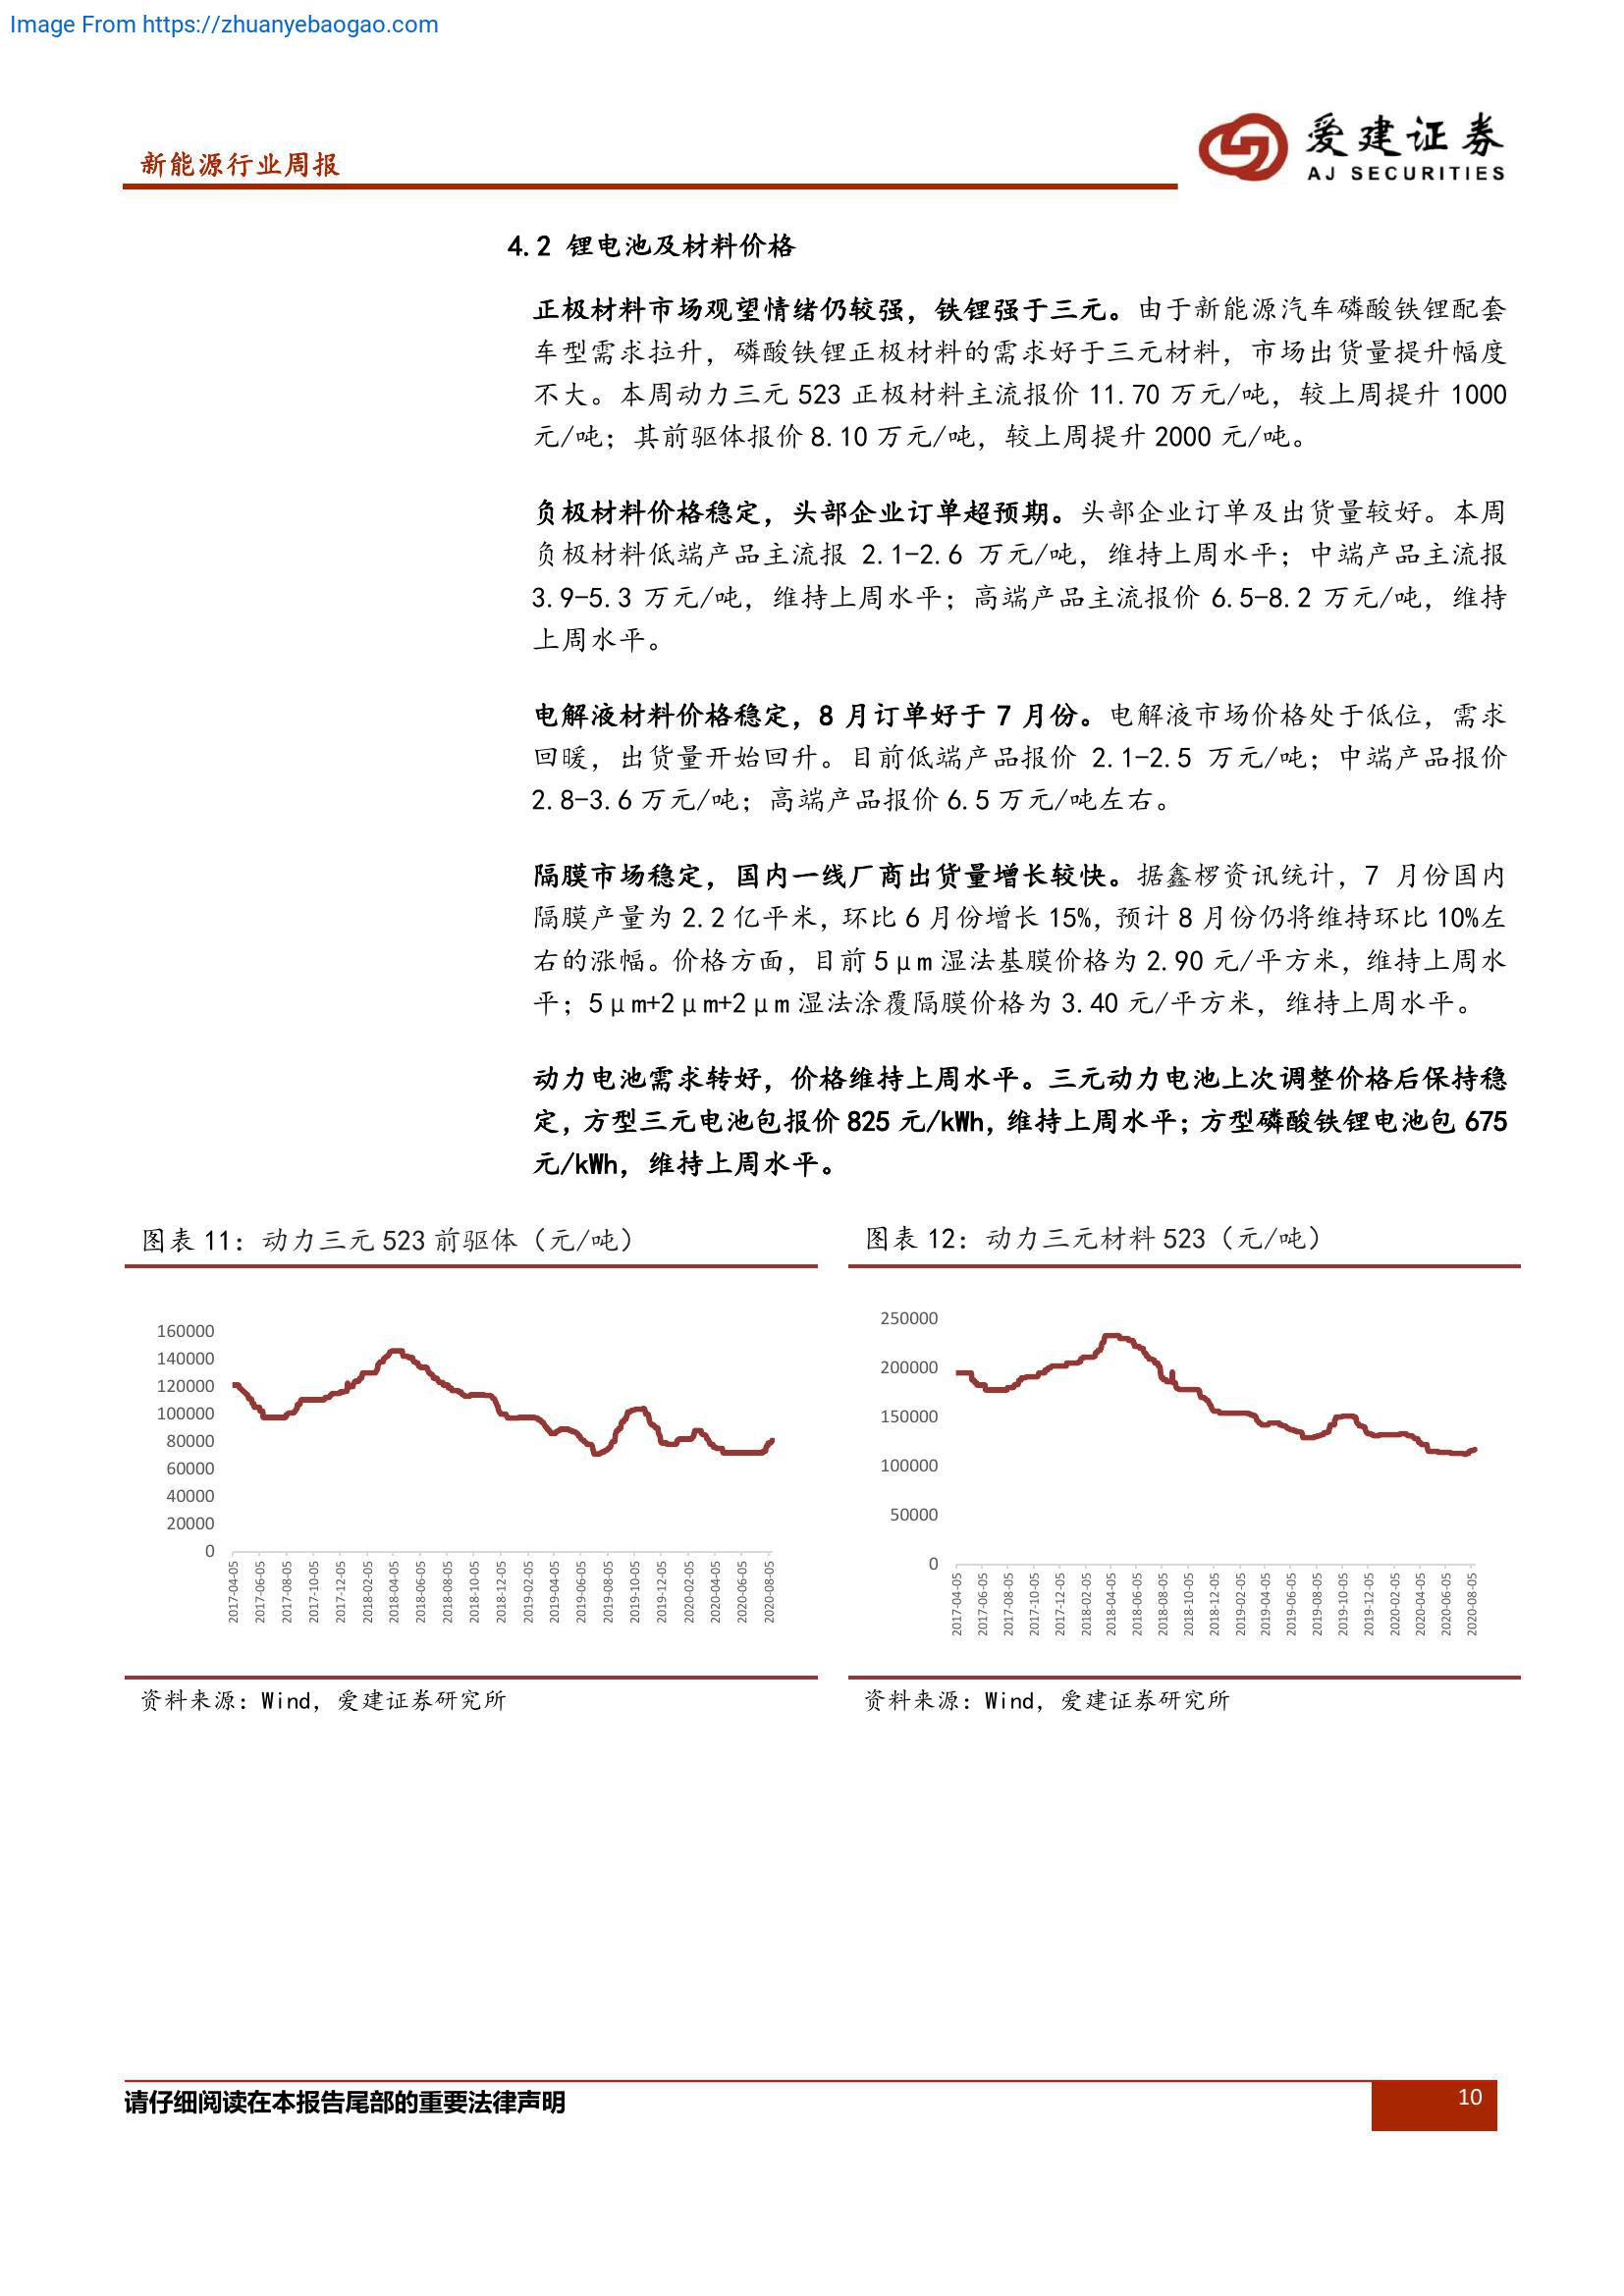 Image From https://zhuanyebaogao.com
新能源行业周报
爱建证券
AJ SECURITIES
4.2 锂电池及材料价格
正极材料市场观望情绪仍较强，铁锂强于三元。由于新能源汽车磷酸铁锂配套
车型需求拉升，磷酸铁锂正极材料的需求好于三元材料，市场出货量提升幅度
不大。本周动力三元 523 正极材料主流报价 11.70 万元/吨，较上周提升 1000
元/吨；其前驱体报价 8.10 万元/吨，较上周提升 2000 元/吨。
负极材料价格稳定，头部企业订单超预期。头部企业订单及出货量较好。本周
负极材料低端产品主流报 2.1-2.6 万元/吨，维持上周水平；中端产品主流报
3.9-5.3 万元/吨，维持上周水平；高端产品主流报价 6.5-8.2 万元/吨，维持
上周水平。
电解液材料价格稳定，8 月订单好于 7 月份。电解液市场价格处于低位，需求
回暖，出货量开始回升。目前低端产品报价 2.1-2.5 万元/吨；中端产品报价
2.8-3.6 万元/吨；高端产品报价 6.5 万元/吨左右。
隔膜市场稳定，国内一线厂商出货量增长较快。据鑫椤资讯统计，7 月份国内
隔膜产量为 2.2 亿平米，环比 6 月份增长 15%，预计 8 月份仍将维持环比 10%左
右的涨幅。价格方面，目前 5μm 湿法基膜价格为 2.90 元/平方米，维持上周水
平；5μm+2μm+2μm 湿法涂覆隔膜价格为 3.40 元/平方米，维持上周水平。
动力电池需求转好，价格维持上周水平。三元动力电池上次调整价格后保持稳
定，方型三元电池包报价 825 元/kWh，维持上周水平；方型磷酸铁锂电池包 675
元/kWh，维持上周水平。
图表 11：动力三元 523 前驱体（元/吨）
160000
140000
120000
100000
80000
60000
40000
20000
0
2017-04-05
2017-06-05
2017-08-05
2017-10-05
2017-12-05
2018-02-05
2018-04-05
2018-06-05
2018-08-05
2018-10-05
2018-12-05
2019-02-05
2019-04-05
2019-06-05
2019-08-05
2019-10-05
2019-12-05
2020-02-05
2020-04-05
2020-06-05
2020-08-05
资料来源：Wind，爱建证券研究所
图表 12：动力三元材料 523（元/吨）
250000
200000
150000
100000
50000
0
2017-04-05
2017-06-05
2017-08-05
2017-10-05
2017-12-05
2018-02-05
2018-04-05
2018-06-05
2018-08-05
2018-10-05
2018-12-05
2019-02-05
2019-04-05
2019-06-05
2019-08-05
2019-10-05
2019-12-05
2020-02-05
2020-04-05
2020-06-05
2020-08-05
资料来源：Wind，爱建证券研究所
请仔细阅读在本报告尾部的重要法律声明
10